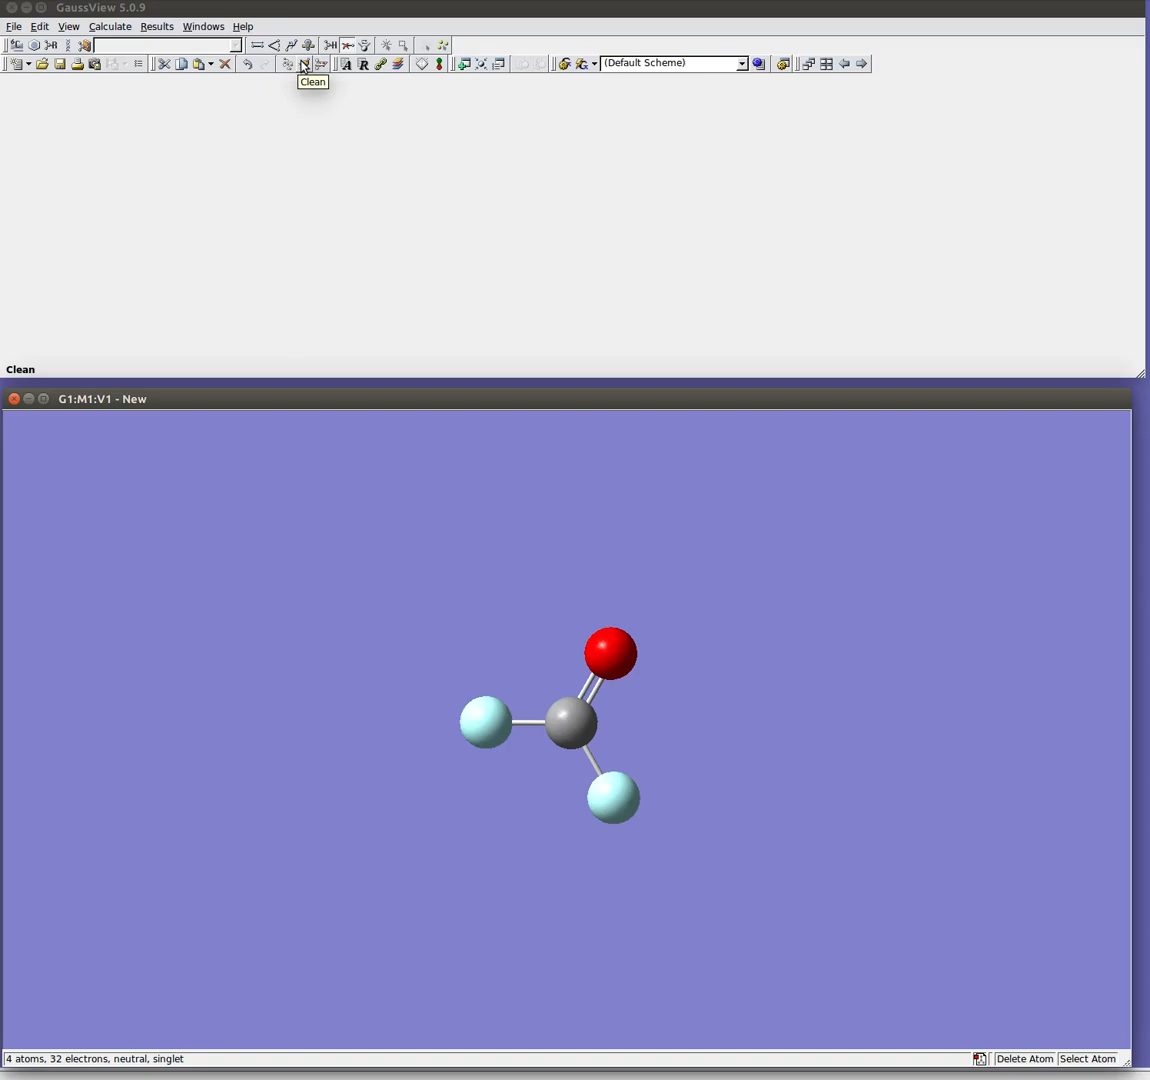 GaussView 5.0.9
File Edit View Calculate Results Windows Help
(Default Scheme)
Clean
Clean
G1:M1:V1 - New
4 atoms, 32 electrons, neutral, singlet Delete Atom Select Atom